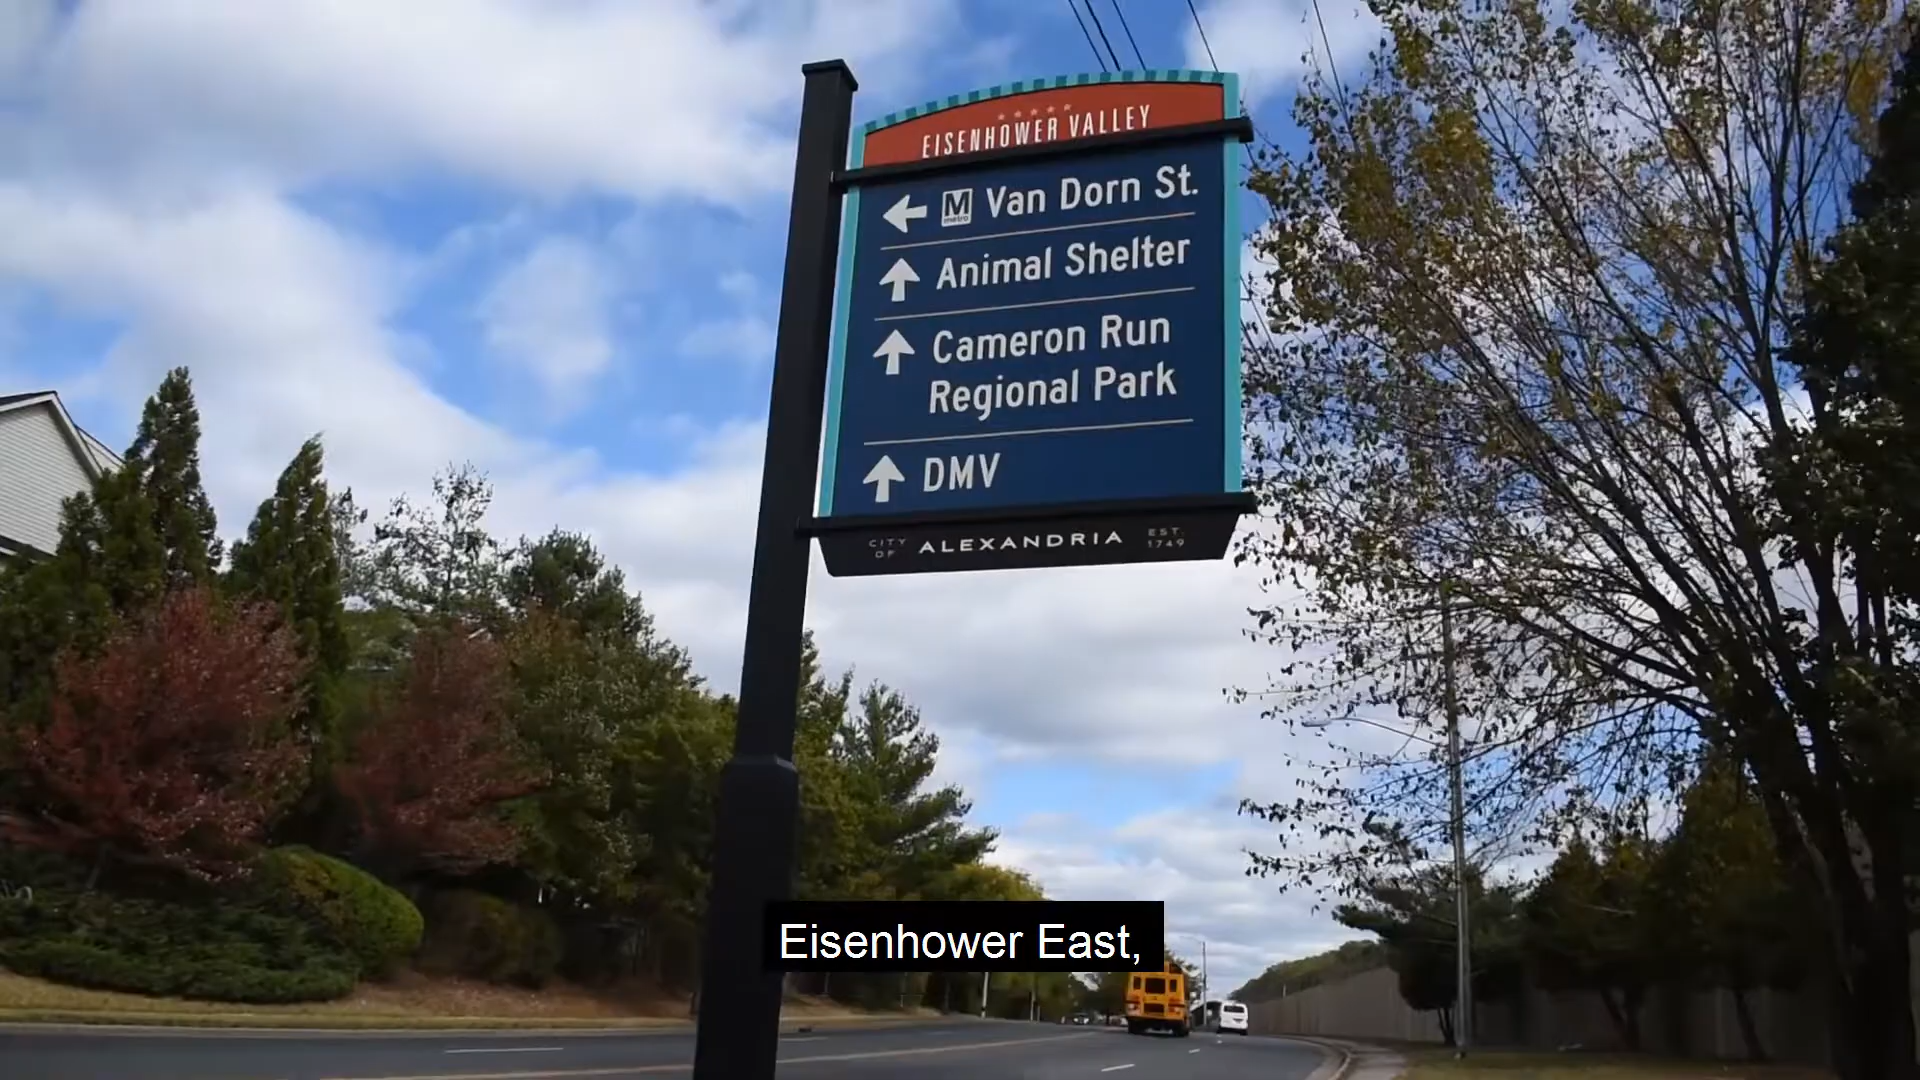 EISENHOWER VALLEY
M metro Van Dorn St.
Animal Shelter
Cameron Run
Regional Park
DMV
CITY OF ALEXANDRIA EST. 1749
Eisenhower East,